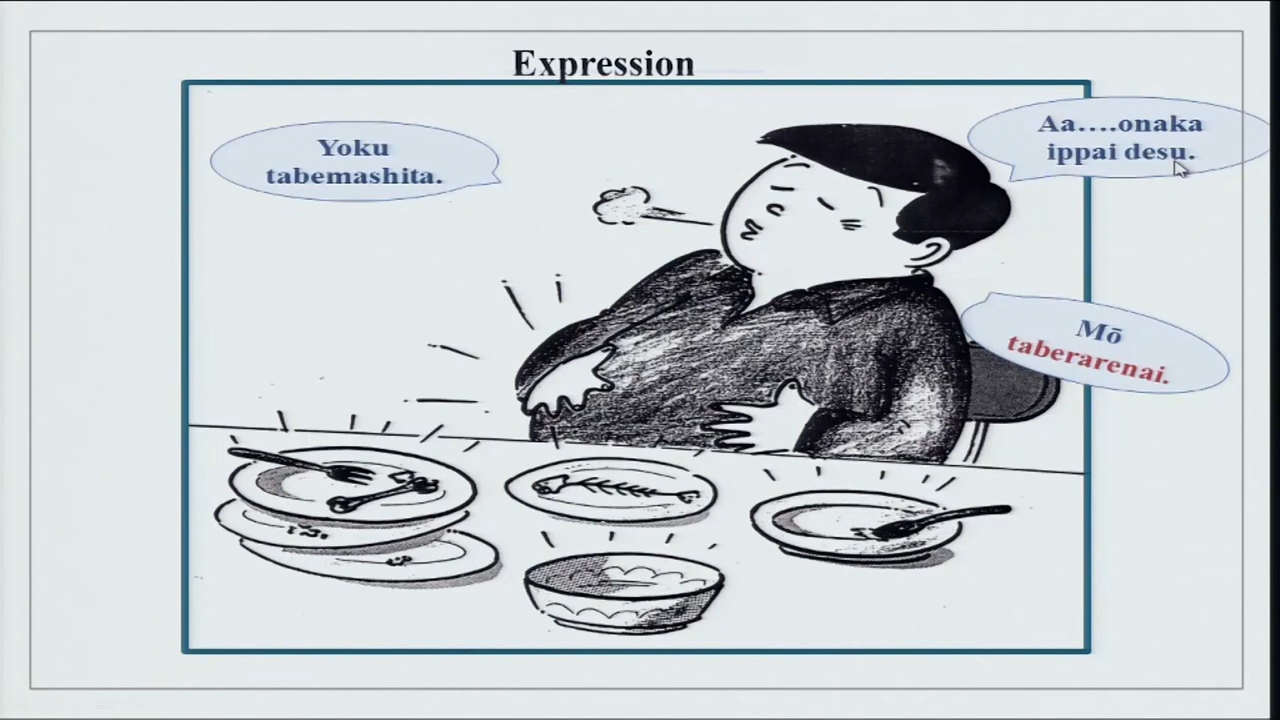 Expression
Yoku
tabemashita.
Aa....onaka
ippai desu.
Mō
taberarenai.